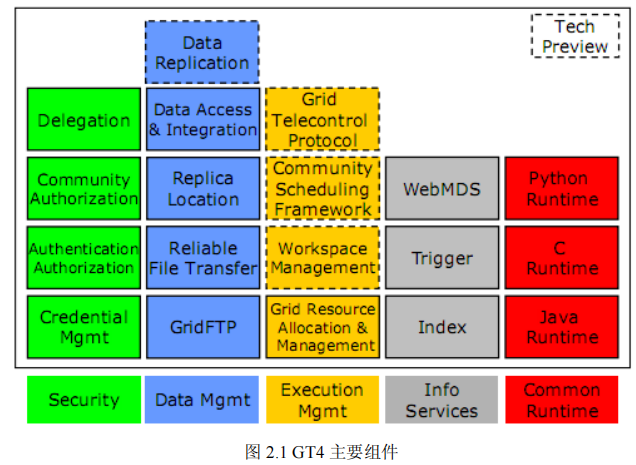 Tech
Preview
Data
Replication
Delegation
Data Access
& Integration
Grid
Telecontrol
Protocol
Community
Authorization
Replica
Location
Community
Scheduling
Framework
WebMDS
Python
Runtime
Authentication
Authorization
Reliable
File Transfer
Workspace
Management
Trigger
C
Runtime
Credential
Mgmt
GridFTP
Grid Resource
Allocation &
Management
Index
Java
Runtime
Security
Data Mgmt
Execution
Mgmt
Info
Services
Common
Runtime
图 2.1 GT4 主要组件